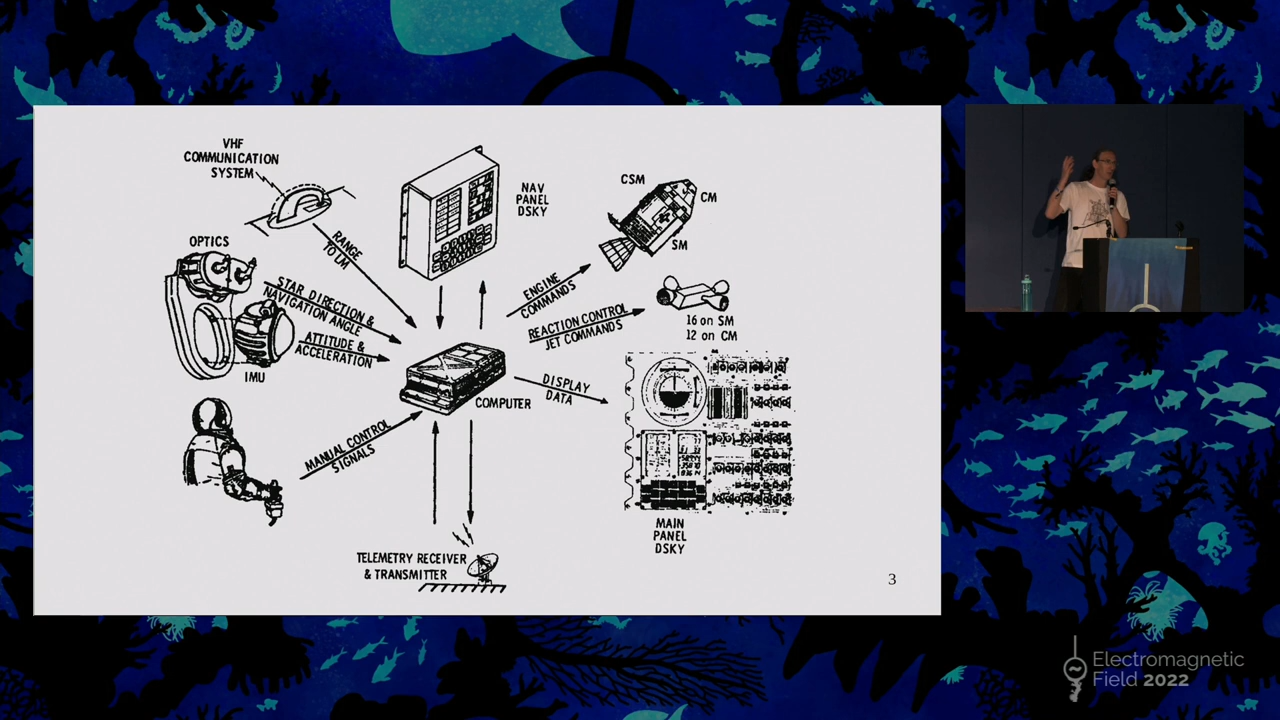 VHF
COMMUNICATION
SYSTEM
OPTICS
RANGE
TO LM
NAV
PANEL
DSKY
CSM
CM
SM
STAR DIRECTION &
NAVIGATION ANGLE
ATTITUDE &
ACCELERATION
IMU
ENGINE
COMMANDS
REACTION CONTROL
JET COMMANDS
16 on SM
12 on CM
COMPUTER
DISPLAY
DATA
MANUAL CONTROL
SIGNALS
MAIN
PANEL
DSKY
TELEMETRY RECEIVER
& TRANSMITTER
3
Electromagnetic
Field 2022